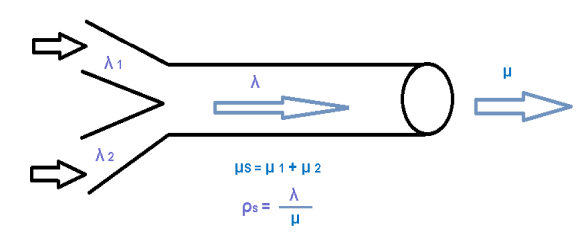 λ 1
λ
μ
λ 2
μs = μ 1 + μ 2
ρs = λ / μ